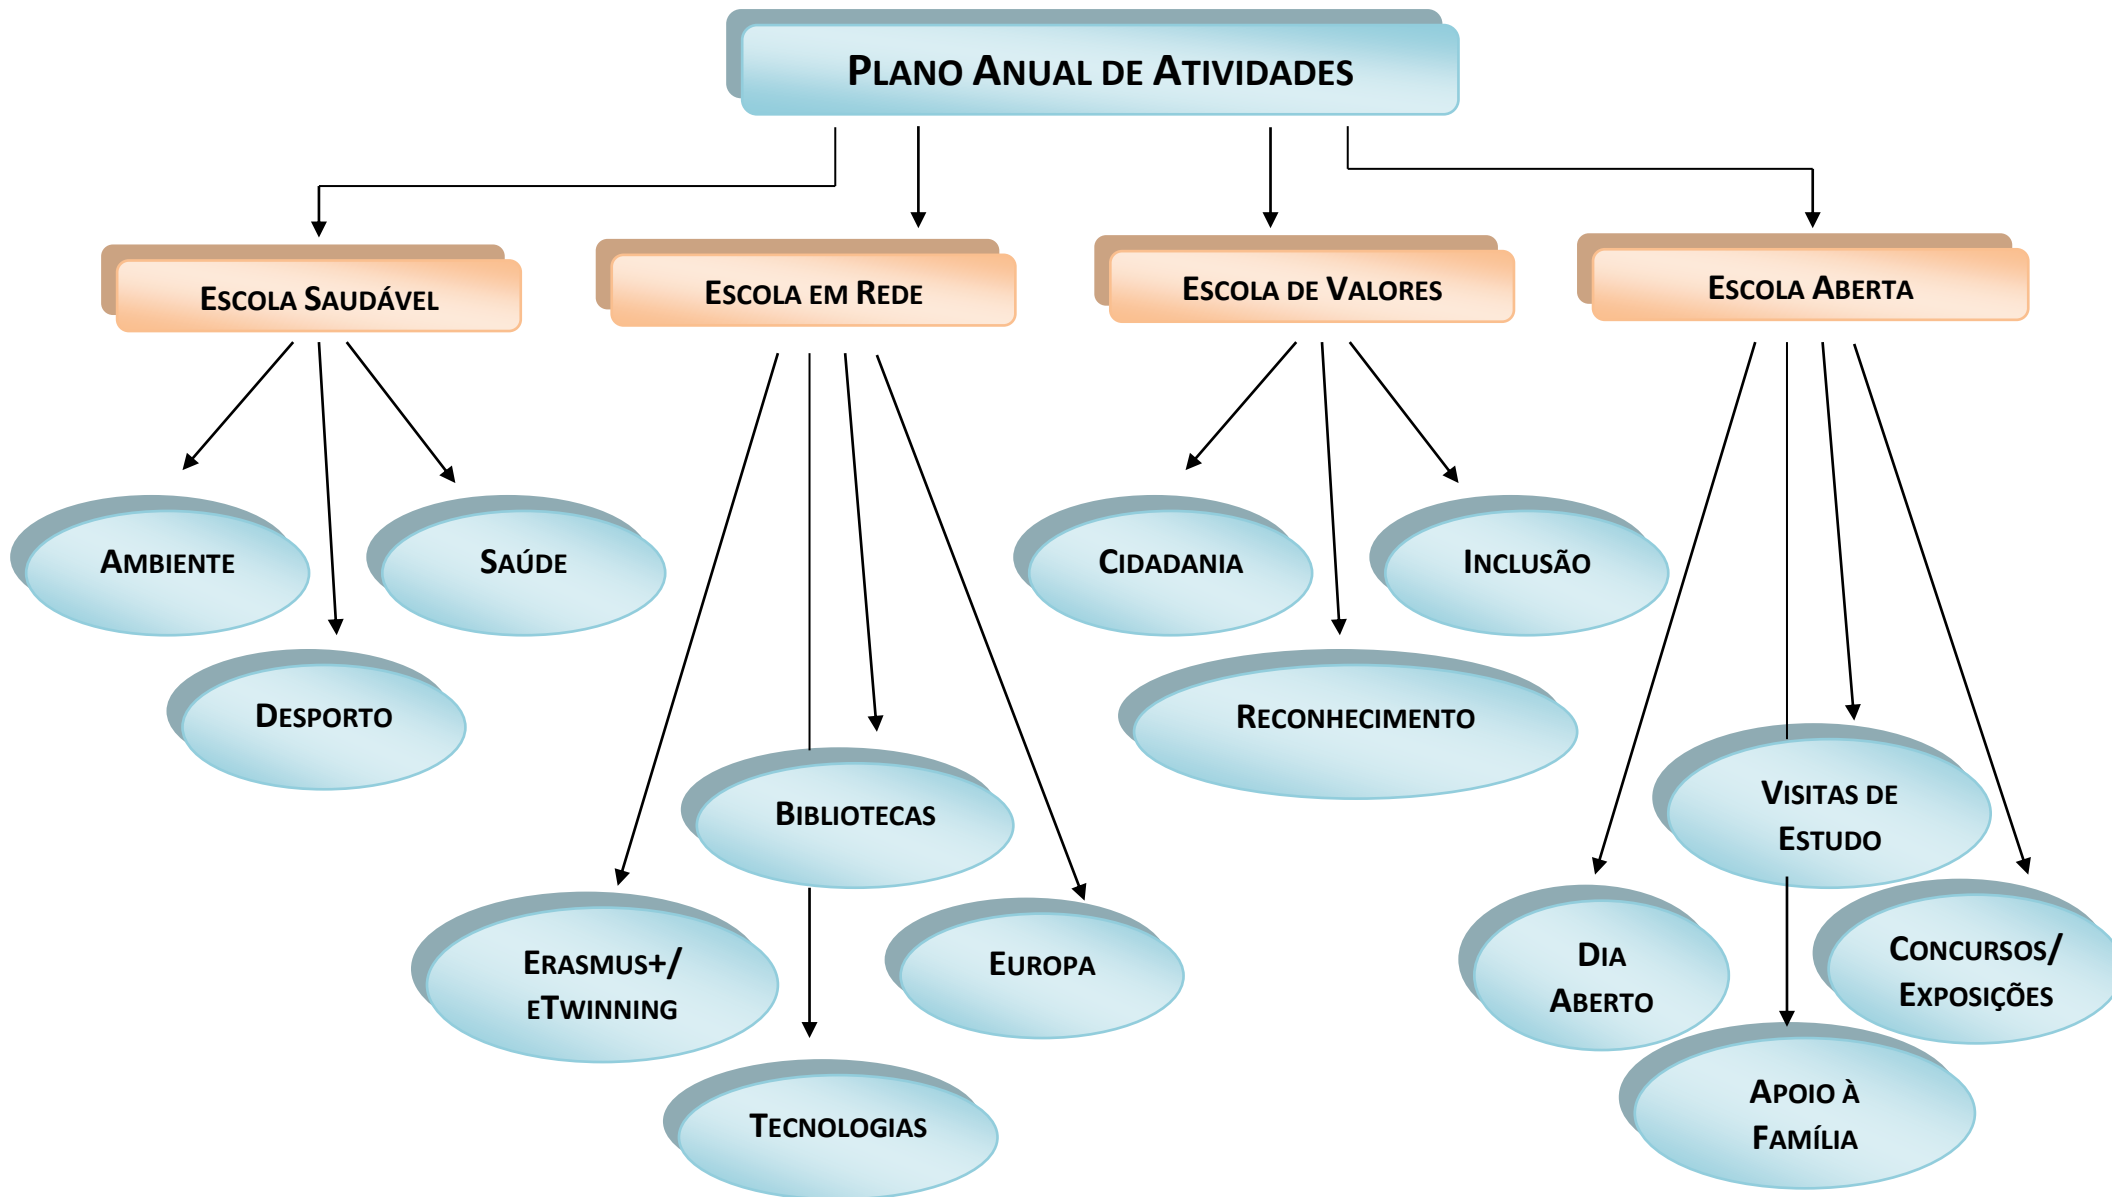 PLANO ANUAL DE ATIVIDADES
ESCOLA SAUDÁVEL
ESCOLA EM REDE
ESCOLA DE VALORES
ESCOLA ABERTA
AMBIENTE
SAÚDE
DESPORTO
BIBLIOTECAS
ERASMUS+/
ETWINNING
EUROPA
TECNOLOGIAS
CIDADANIA
INCLUSÃO
RECONHECIMENTO
VISITAS DE
ESTUDO
DIA
ABERTO
CONCURSOS/
EXPOSIÇÕES
APOIO À
FAMÍLIA